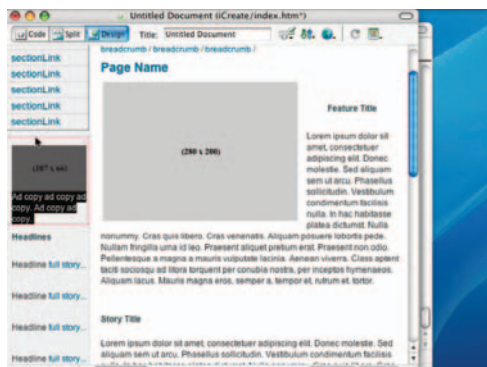 Untitled Document (iCreate/index.htm*)
Code Split Design Title: Untitled Document
sectionLink
sectionLink
sectionLink
sectionLink
sectionLink
Ad copy ad copy ad
copy. Ad copy ad
copy.
Headlines
Headline full story...
Headline full story...
Headline full story...
Headline full story...
breadcrumb / breadcrumb / breadcrumb /
Page Name
(280 x 200)
Feature Title
Lorem ipsum dolor sit
amet, consectetuer
adipiscing elit. Donec
molestie. Sed aliquam
sem ut arcu. Phasellus
sollicitudin. Vestibulum
condimentum facilisis
nulla. In hac habitasse
platea dictumst. Nulla
nonummy. Cras quis libero. Cras venenatis. Aliquam posuere lobortis pede.
Nullam fringilla urna id leo. Praesent aliquet pretium erat. Praesent non odio.
Pellentesque a magna a mauris vulputate lacinia. Aenean viverra. Class aptent
taciti sociosqu ad litora torquent per conubia nostra, per inceptos hymenaeos.
Aliquam lacus. Mauris magna eros, semper a, tempor et, rutrum et, tortor.
Story Title
Lorem ipsum dolor sit amet, consectetuer adipiscing elit. Donec molestie. Sed
aliquam sem ut arcu. Phasellus sollicitudin. Vestibulum condimentum facilisis